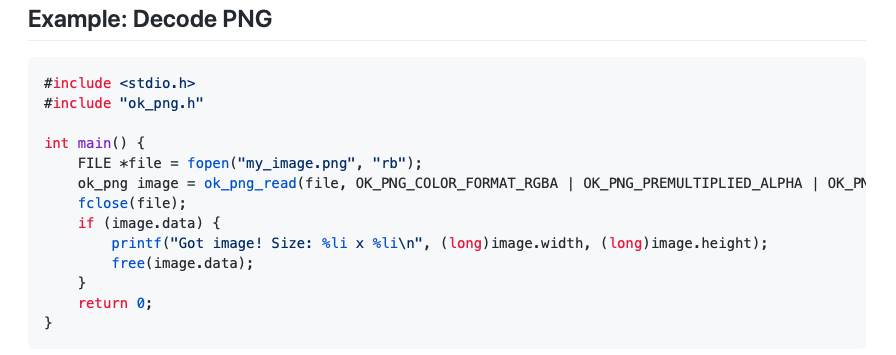 Example: Decode PNG
#include <stdio.h>
#include "ok_png.h"
int main() {
    FILE *file = fopen("my_image.png", "rb");
    ok_png image = ok_png_read(file, OK_PNG_COLOR_FORMAT_RGBA | OK_PNG_PREMULTIPLIED_ALPHA | OK_PN
    fclose(file);
    if (image.data) {
        printf("Got image! Size: %li x %li\n", (long)image.width, (long)image.height);
        free(image.data);
    }
    return 0;
}